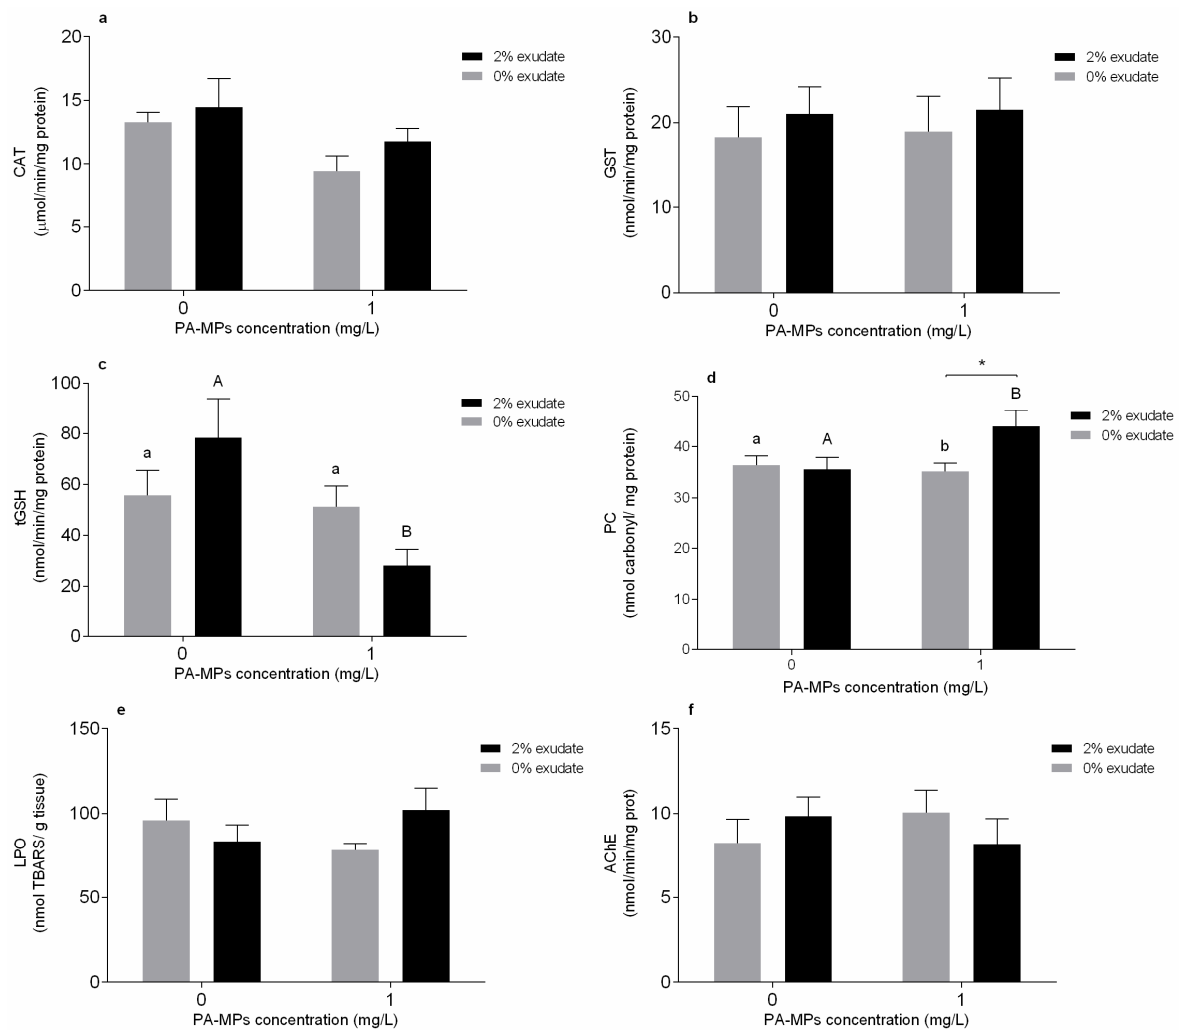 a
20
15
10
5
0
CAT
(μmol/min/mg protein)
2% exudate
0% exudate
0 1
PA-MPs concentration (mg/L)
b
30
20
10
0
GST
(nmol/min/mg protein)
2% exudate
0% exudate
0 1
PA-MPs concentration (mg/L)
c
100
80
60
40
20
0
tGSH
(nmol/min/mg protein)
2% exudate
0% exudate
a A a B
0 1
PA-MPs concentration (mg/L)
d
50
40
30
20
10
0
PC
(nmol carbonyl/ mg protein)
2% exudate
0% exudate
*
a A b B
0 1
PA-MPs concentration (mg/L)
e
150
100
50
0
LPO
(nmol TBARS/ g tissue)
2% exudate
0% exudate
0 1
PA-MPs concentration (mg/L)
f
15
10
5
0
AChE
(nmol/min/mg prot)
2% exudate
0% exudate
0 1
PA-MPs concentration (mg/L)